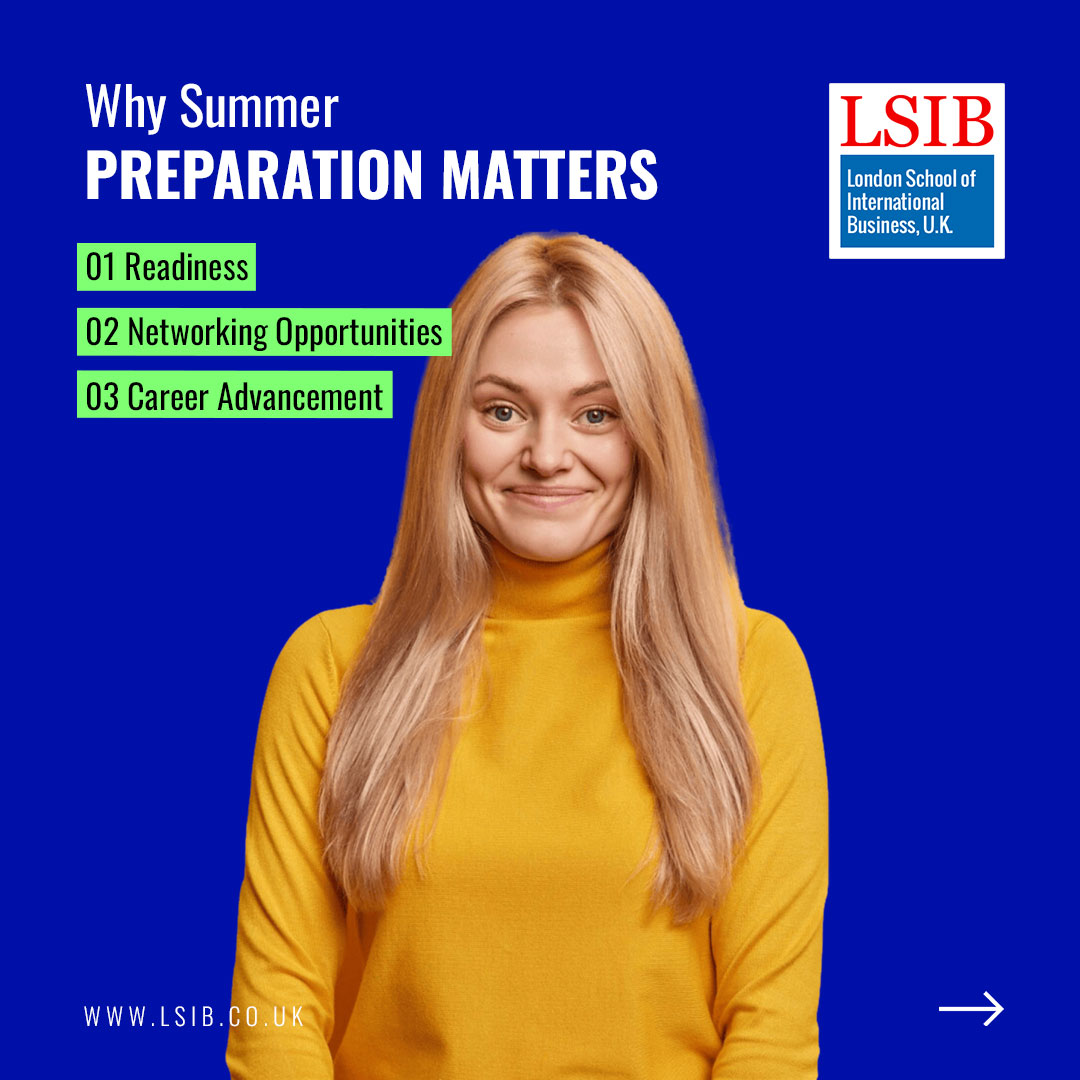 Why Summer
PREPARATION MATTERS
LSIB
London School of
International
Business, U.K.
01 Readiness
02 Networking Opportunities
03 Career Advancement
WWW.LSIB.CO.UK